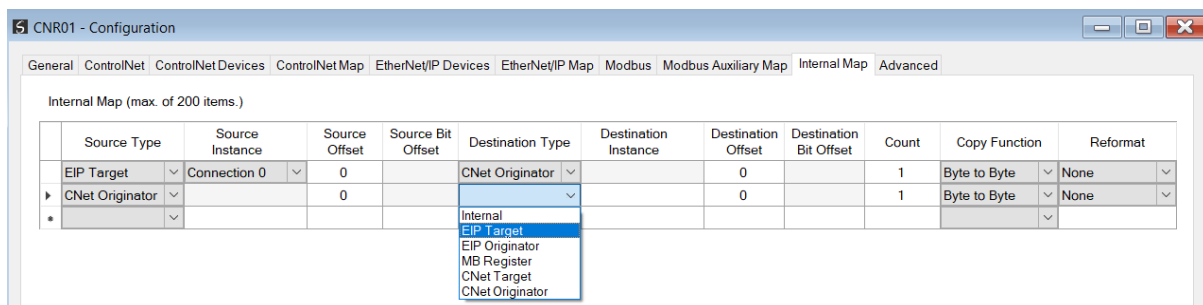 CNR01 - Configuration
General ControlNet ControlNet Devices ControlNet Map EtherNet/IP Devices EtherNet/IP Map Modbus Modbus Auxiliary Map Internal Map Advanced
Internal Map (max. of 200 items.)
Source Type Source Instance Source Offset Source Bit Offset Destination Type Destination Instance Destination Offset Destination Bit Offset Count Copy Function Reformat
EIP Target Connection 0 0 CNet Originator 0 1 Byte to Byte None
CNet Originator 0 0 1 Byte to Byte None
Internal
EIP Target
EIP Originator
MB Register
CNet Target
CNet Originator